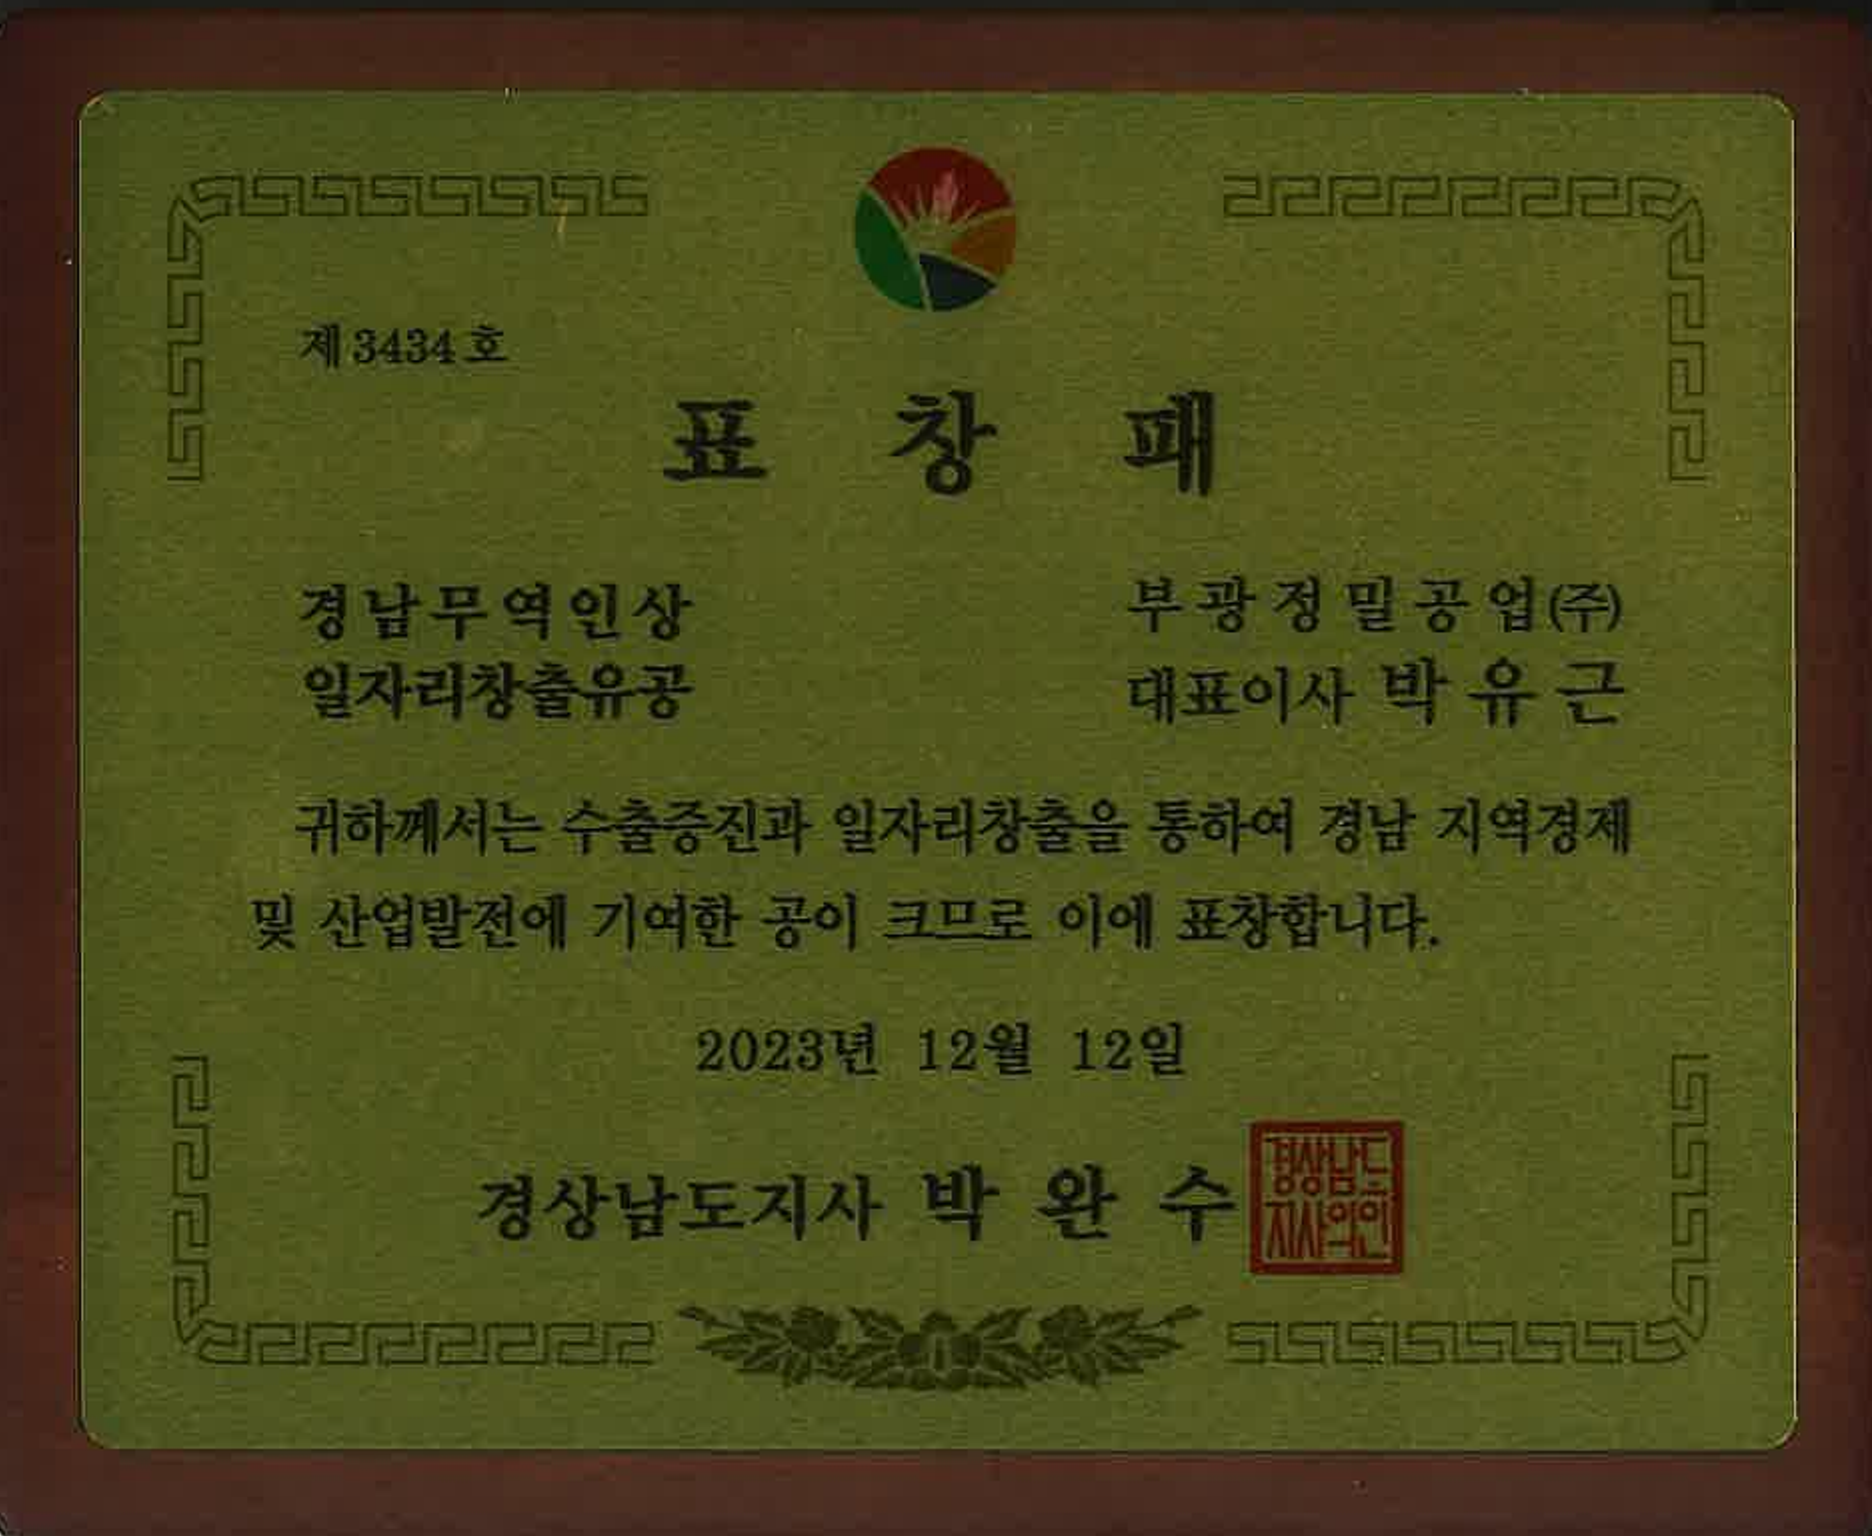 제3434호
표 창 패
경남무역인상
일자리창출유공
부광정밀공업(주)
대표이사 박유근
귀하께서는 수출증진과 일자리창출을 통하여 경남 지역경제
및 산업발전에 기여한 공이 크므로 이에 표창합니다.
2023년 12월 12일
경상남도지사 박 완 수
경상남도
지사의인